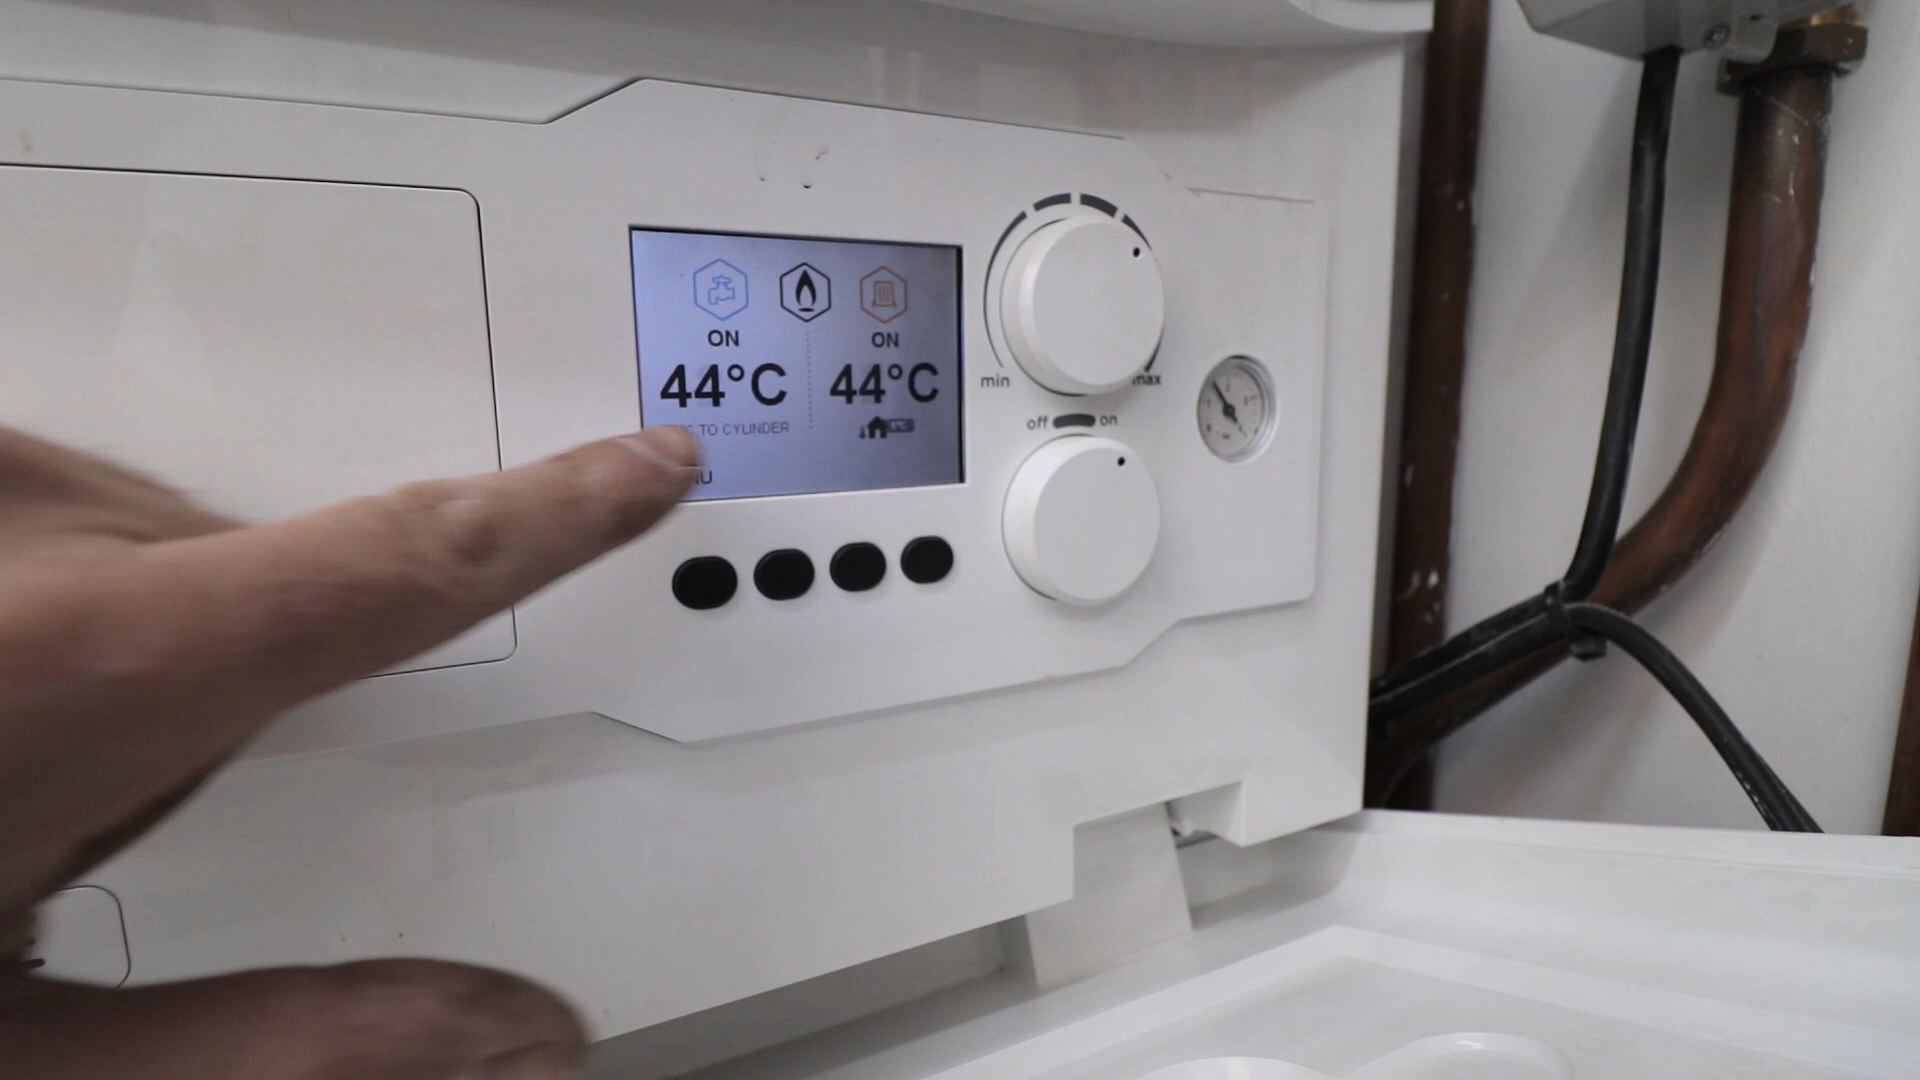 ON
ON
44°C
44°C
TO CYLINDER
min
max
off
on